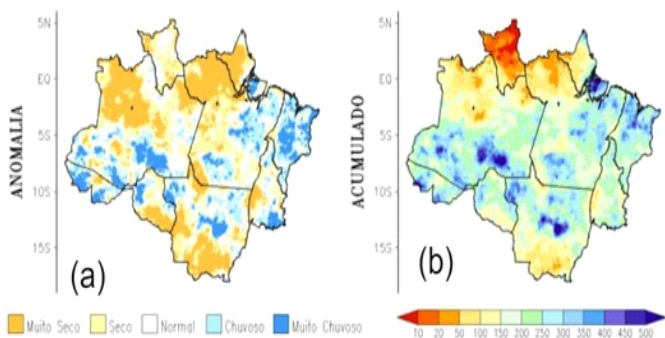 5N
EQ
5S
10S
15S
ANOMALIA
(a)
Muito Seco
Seco
Normal
Chuvoso
Muito Chuvoso
5N
EQ
5S
10S
15S
ACUMULADO
(b)
10 20 50 100 150 200 250 300 350 400 450 500